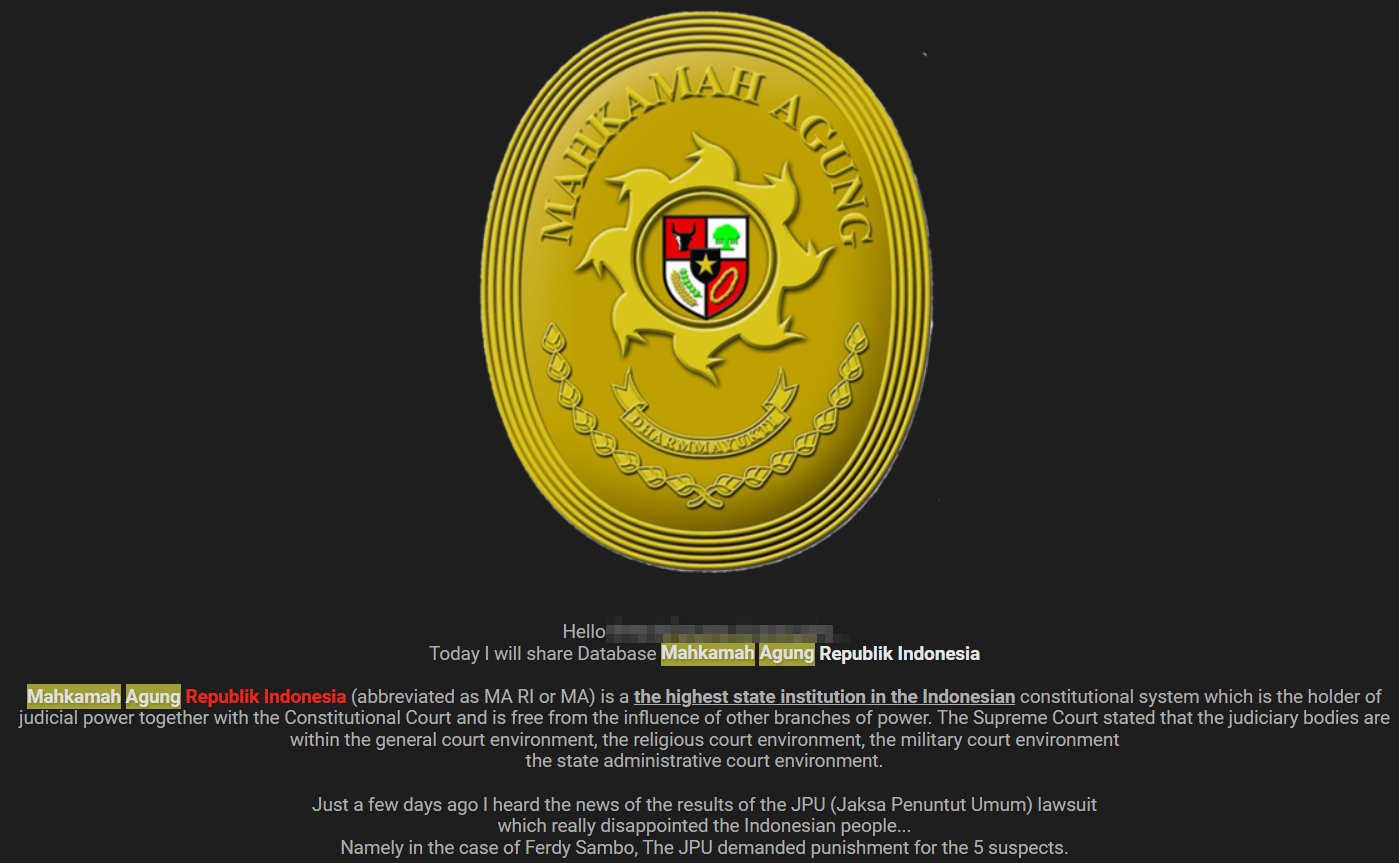 MAHKAMAH AGUNG
DHARMMAYUKTI
Hello
Today I will share Database Mahkamah Agung Republik Indonesia
Mahkamah Agung Republik Indonesia (abbreviated as MA RI or MA) is a the highest state institution in the Indonesian constitutional system which is the holder of
judicial power together with the Constitutional Court and is free from the influence of other branches of power. The Supreme Court stated that the judiciary bodies are
within the general court environment, the religious court environment, the military court environment
the state administrative court environment.
Just a few days ago I heard the news of the results of the JPU (Jaksa Penuntut Umum) lawsuit
which really disappointed the Indonesian people...
Namely in the case of Ferdy Sambo, The JPU demanded punishment for the 5 suspects.